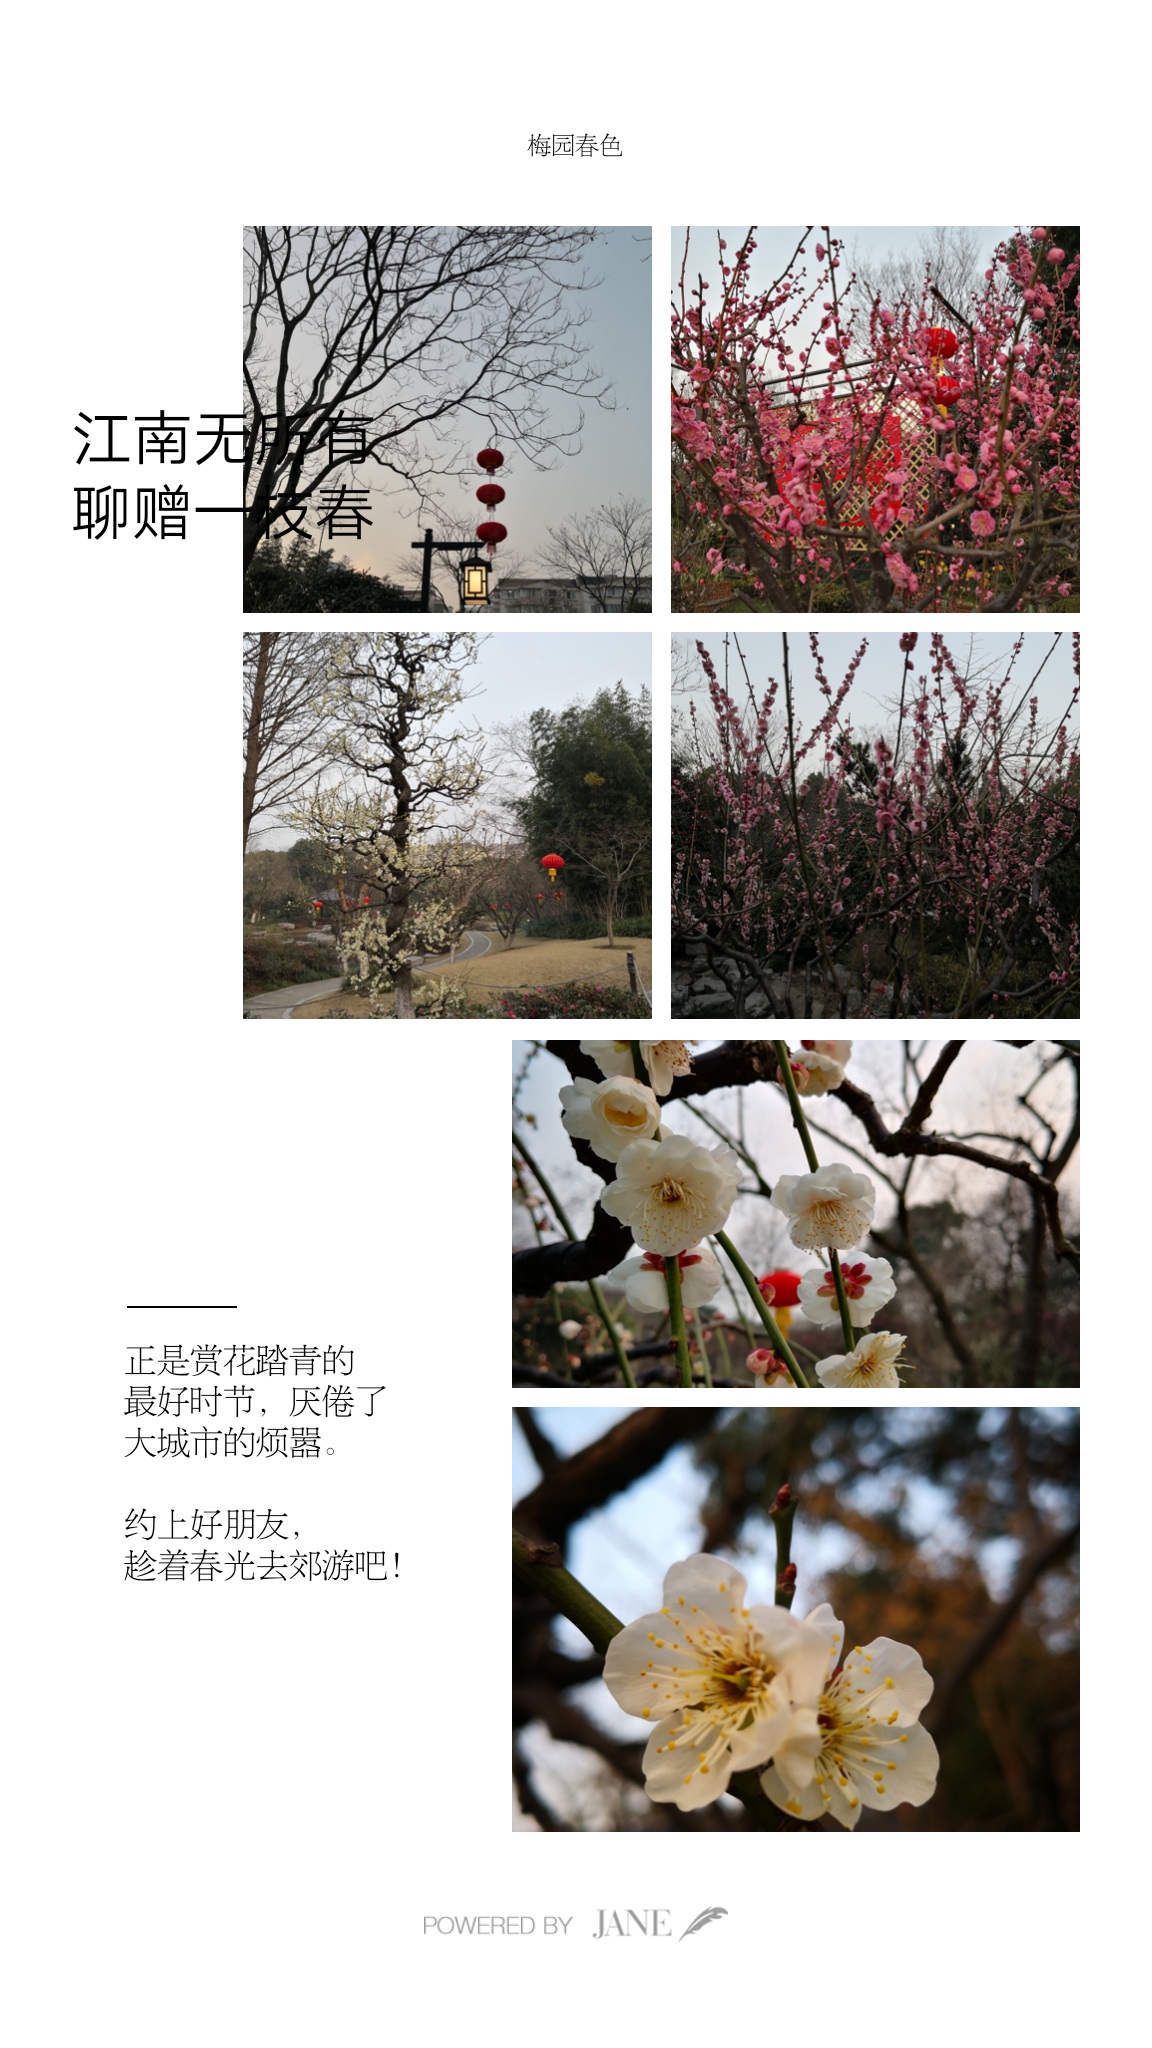 梅园春色
江南无所有
聊赠一枝春
正是赏花踏青的
最好时节，厌倦了
大城市的烦嚣。
约上好朋友，
趁着春光去郊游吧！
POWERED BY JANE